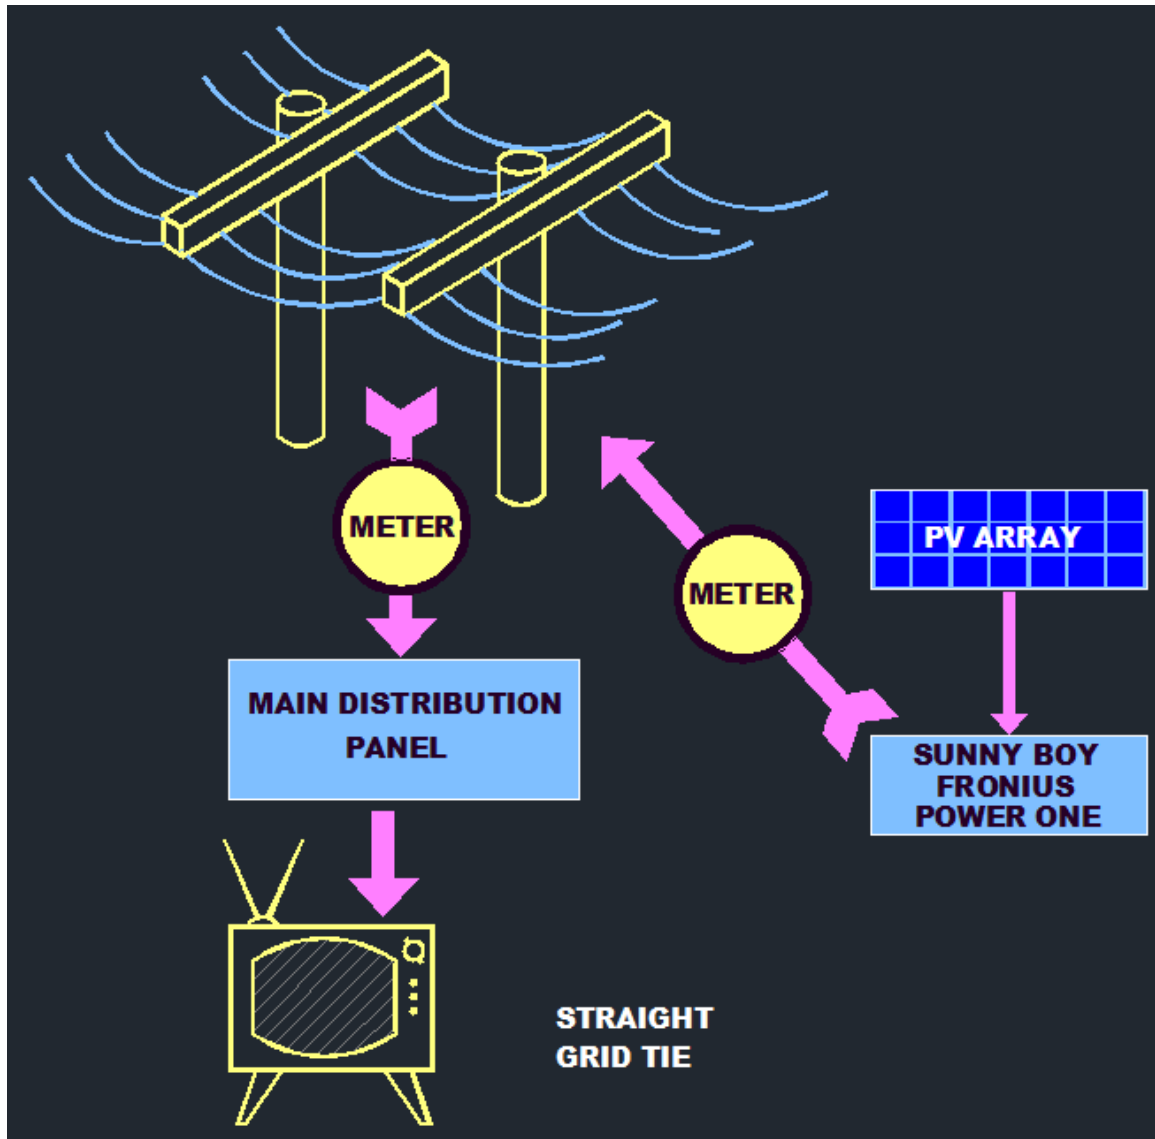 METER
PV ARRAY
METER
MAIN DISTRIBUTION
PANEL
SUNNY BOY
FRONIUS
POWER ONE
STRAIGHT
GRID TIE